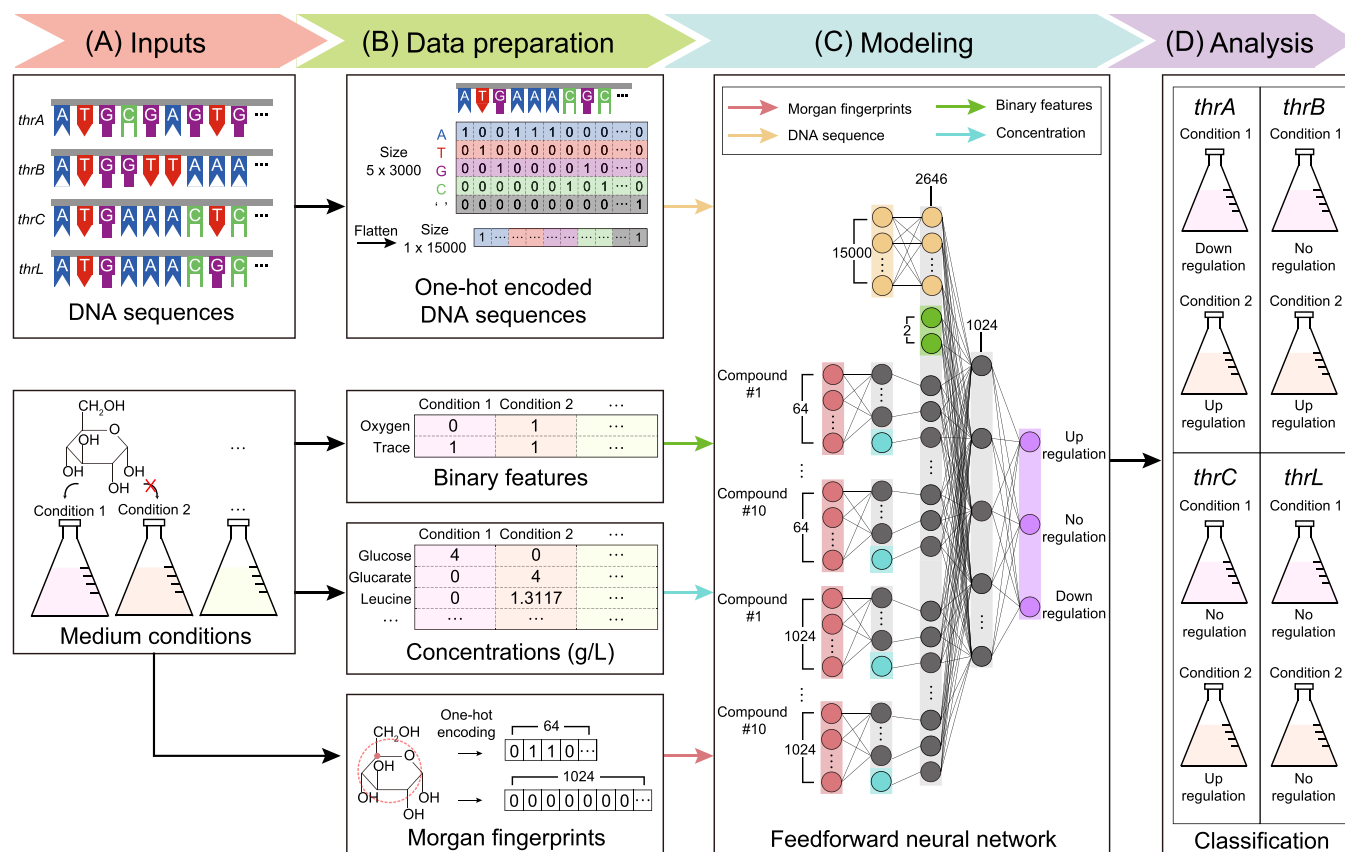 (A) Inputs
(B) Data preparation
(C) Modeling
(D) Analysis
thrA
A T G C G A G T G ...
thrB
A T G G T T A A A ...
thrC
A T G A A A C T C ...
thrL
A T G A A A C G C ...
DNA sequences
A T G A A A C G C ...
Size
5 x 3000
A 1 0 0 1 1 1 0 0 0 ... 0
T 0 1 0 0 0 0 0 0 0 ... 0
G 0 0 1 0 0 0 0 1 0 ... 0
C 0 0 0 0 0 0 1 0 1 ... 0
‘ ’ 0 0 0 0 0 0 0 0 0 ... 1
Flatten
Size
1 x 15000
1 ... ... ... ... ... ... 1
One-hot encoded
DNA sequences
CH2OH
O
OH
OH
OH
OH
...
Condition 1
Condition 2
...
Medium conditions
Condition 1 Condition 2 ...
Oxygen 0 1 ...
Trace 1 1 ...
Binary features
Condition 1 Condition 2 ...
Glucose 4 0 ...
Glucarate 0 4 ...
Leucine 0 1.3117 ...
... ... ... ...
Concentrations (g/L)
CH2OH
O
OH
OH
OH
OH
One-hot
encoding
64
0 1 1 0 ...
1024
0 0 0 0 0 0 0 ...
Morgan fingerprints
Morgan fingerprints
Binary features
DNA sequence
Concentration
2646
15000
2
1024
Compound
#1
64
...
Compound
#10
64
Compound
#1
1024
...
Compound
#10
1024
Up
regulation
No
regulation
Down
regulation
Feedforward neural network
thrA
Condition 1
Down
regulation
Condition 2
Up
regulation
thrB
Condition 1
No
regulation
Condition 2
Up
regulation
thrC
Condition 1
No
regulation
Condition 2
Up
regulation
thrL
Condition 1
No
regulation
Condition 2
No
regulation
Classification